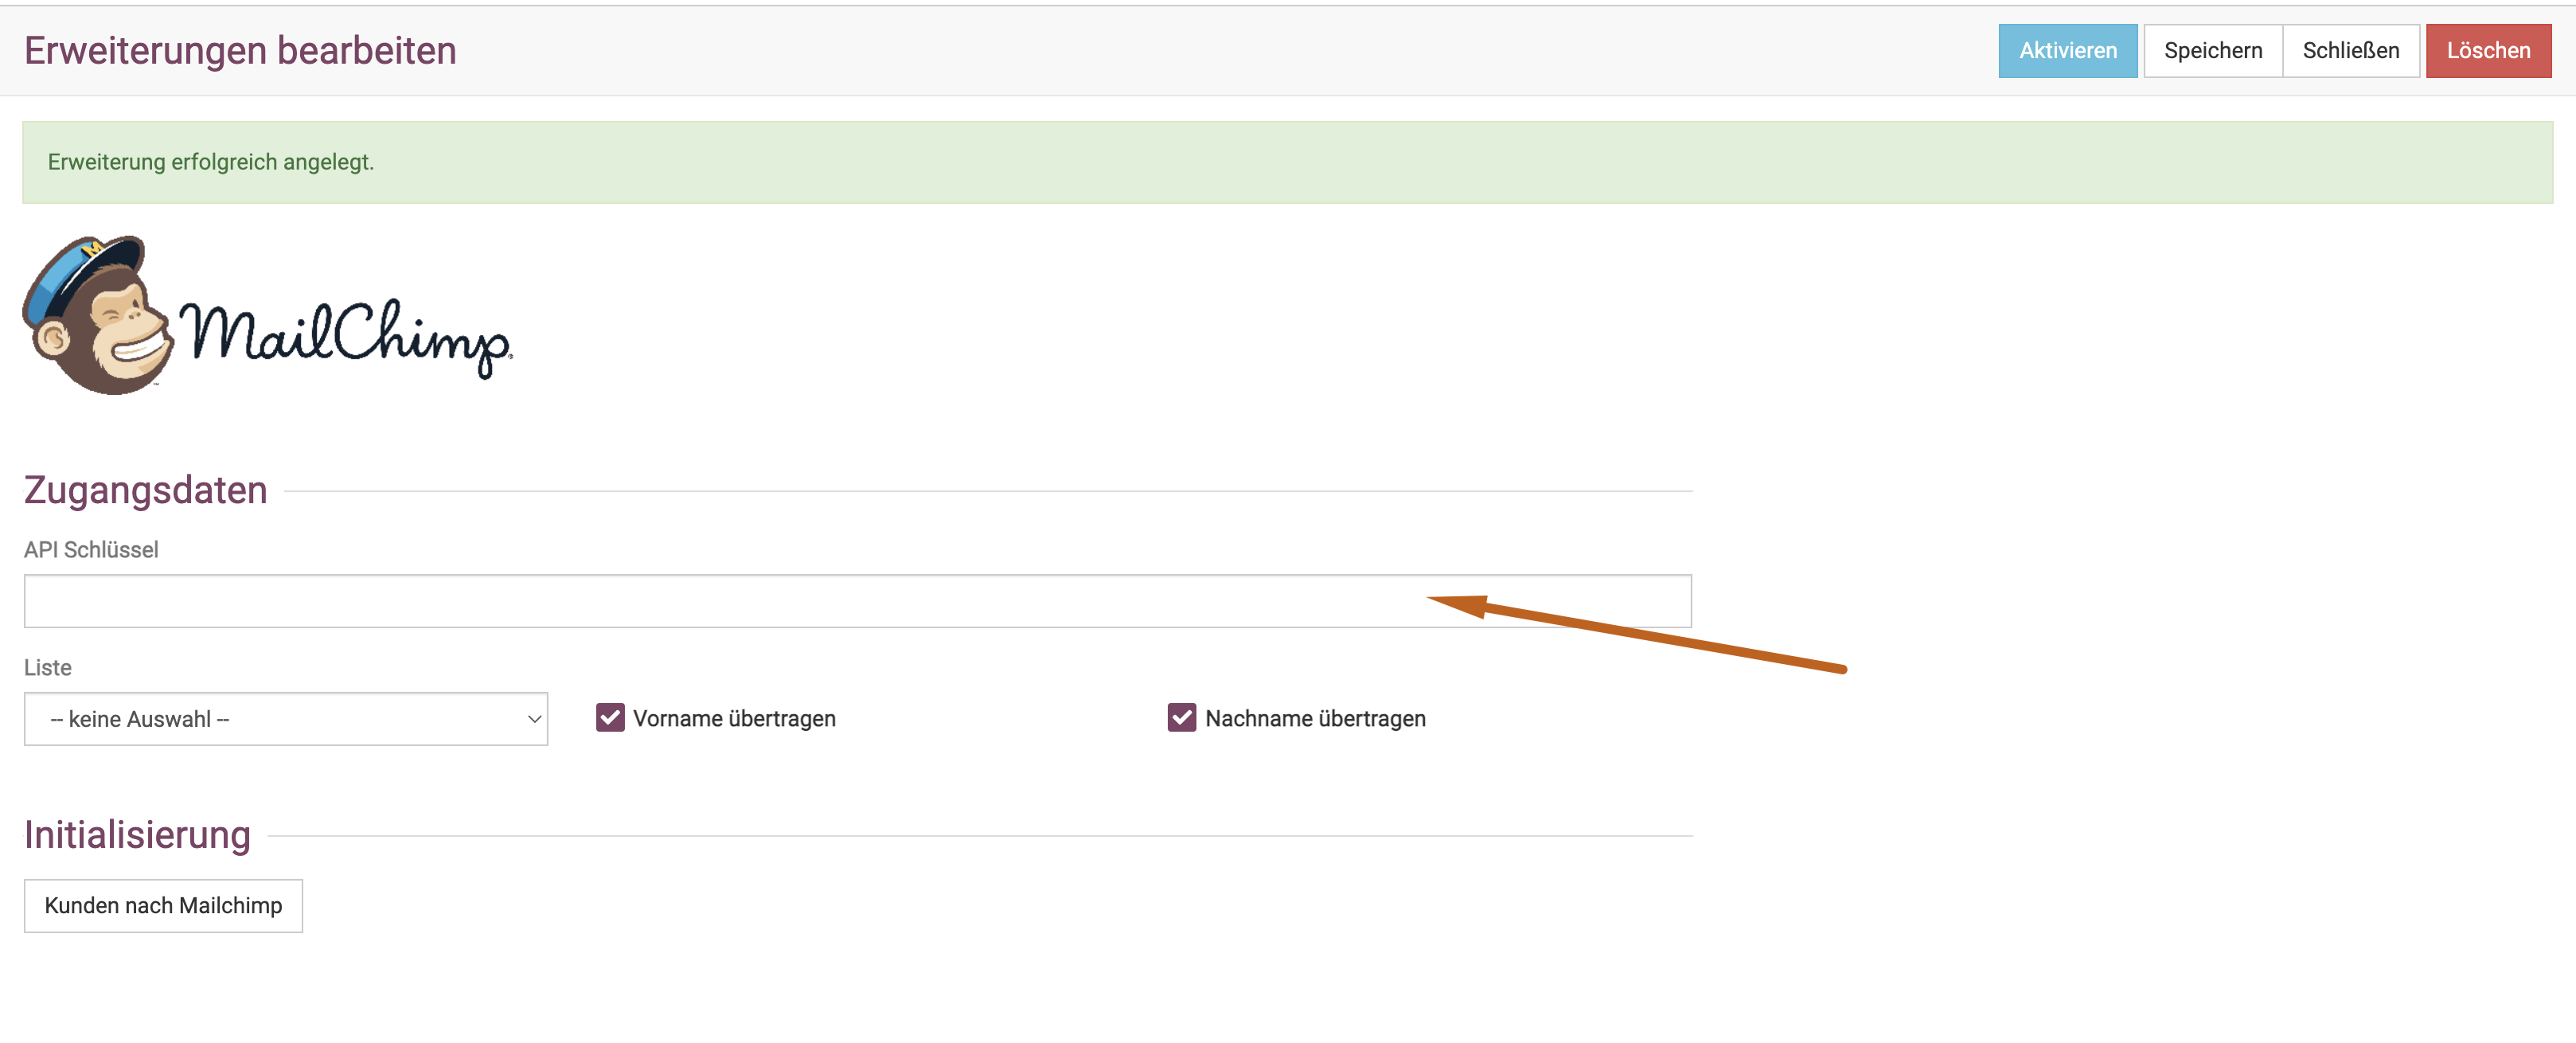 Erweiterungen bearbeiten
Aktivieren
Speichern
Schließen
Löschen
Erweiterung erfolgreich angelegt.
M
MailChimp
Zugangsdaten
API Schlüssel
Liste
-- keine Auswahl --
Vorname übertragen
Nachname übertragen
Initialisierung
Kunden nach Mailchimp